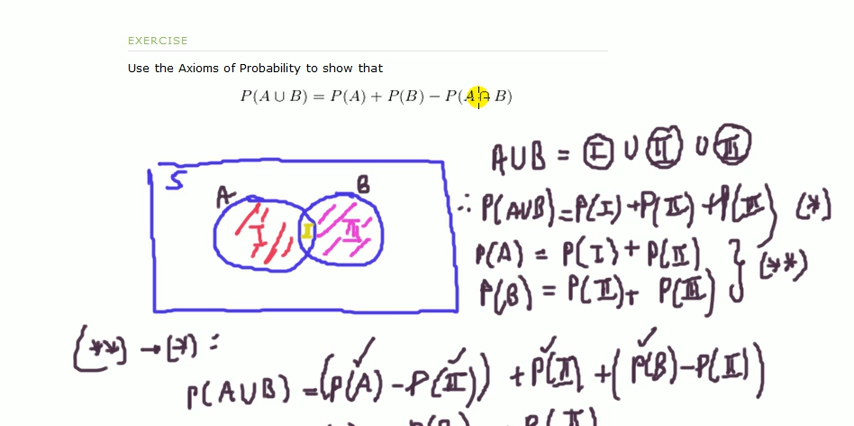 EXERCISE
Use the Axioms of Probability to show that
P(A ∪ B) = P(A) + P(B) − P(A ∩ B)
S
A
B
I
II
III
A∪B = I ∪ II ∪ III
∴ P(A∪B) = P(I) + P(II) + P(III) (*)
P(A) = P(I) + P(II)
P(B) = P(II) + P(III) } (**)
(**) → (*) :
P(A∪B) = (P(A) − P(II)) + P(II) + (P(B) − P(II))